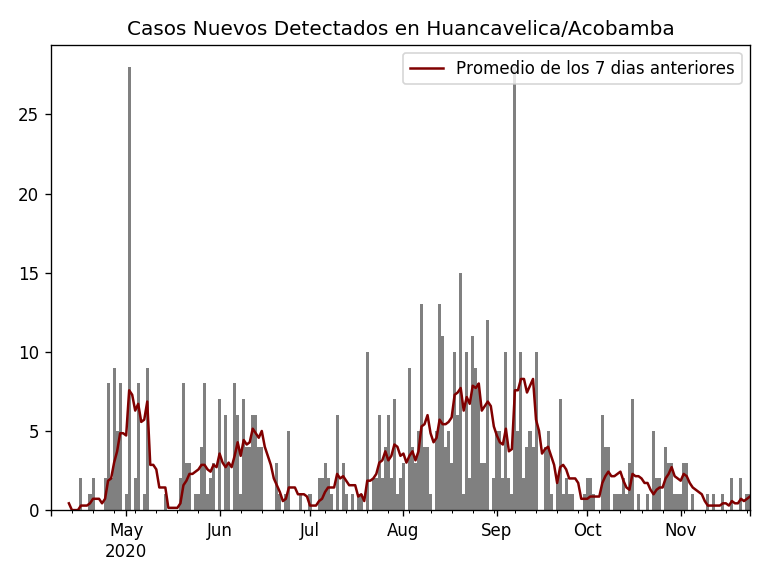 Casos Nuevos Detectados en Huancavelica/Acobamba
Promedio de los 7 dias anteriores
25
20
15
10
5
0
May Jun Jul Aug Sep Oct Nov
2020